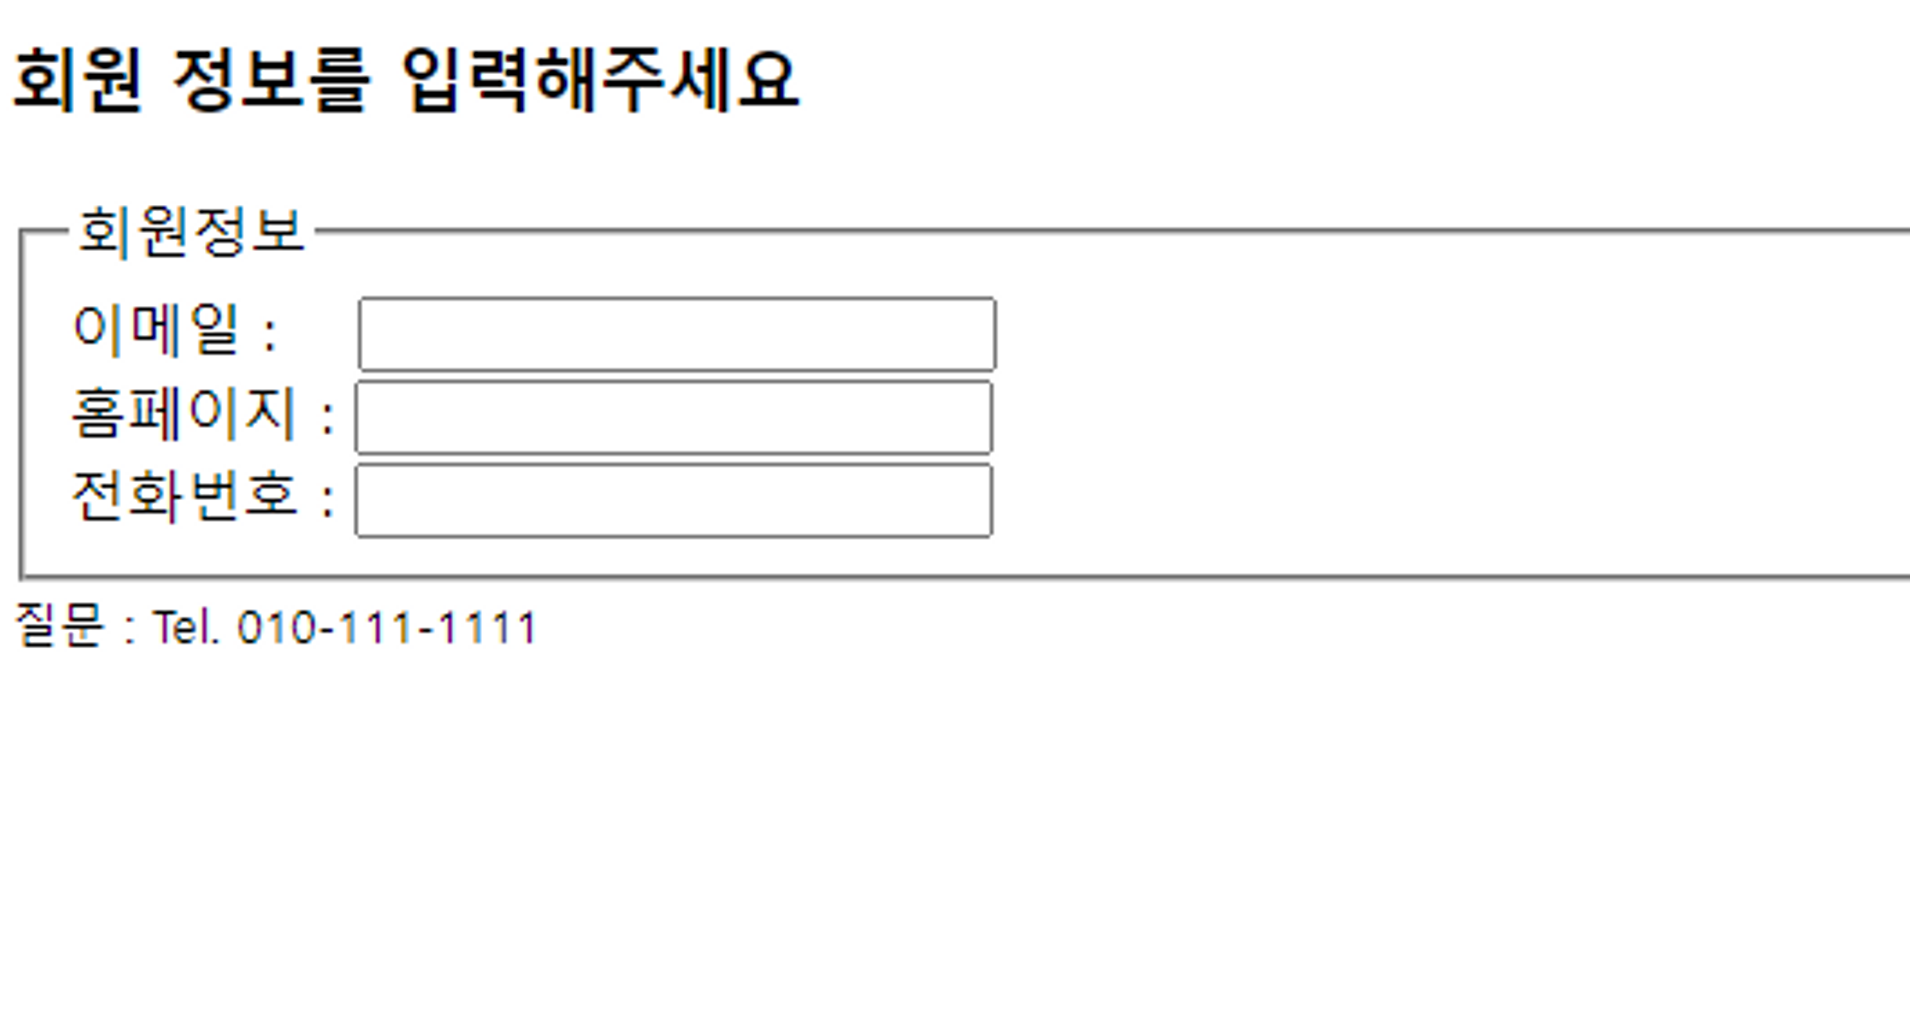 회원 정보를 입력해주세요
회원정보
이메일 :
홈페이지 :
전화번호 :
질문 : Tel. 010-111-1111